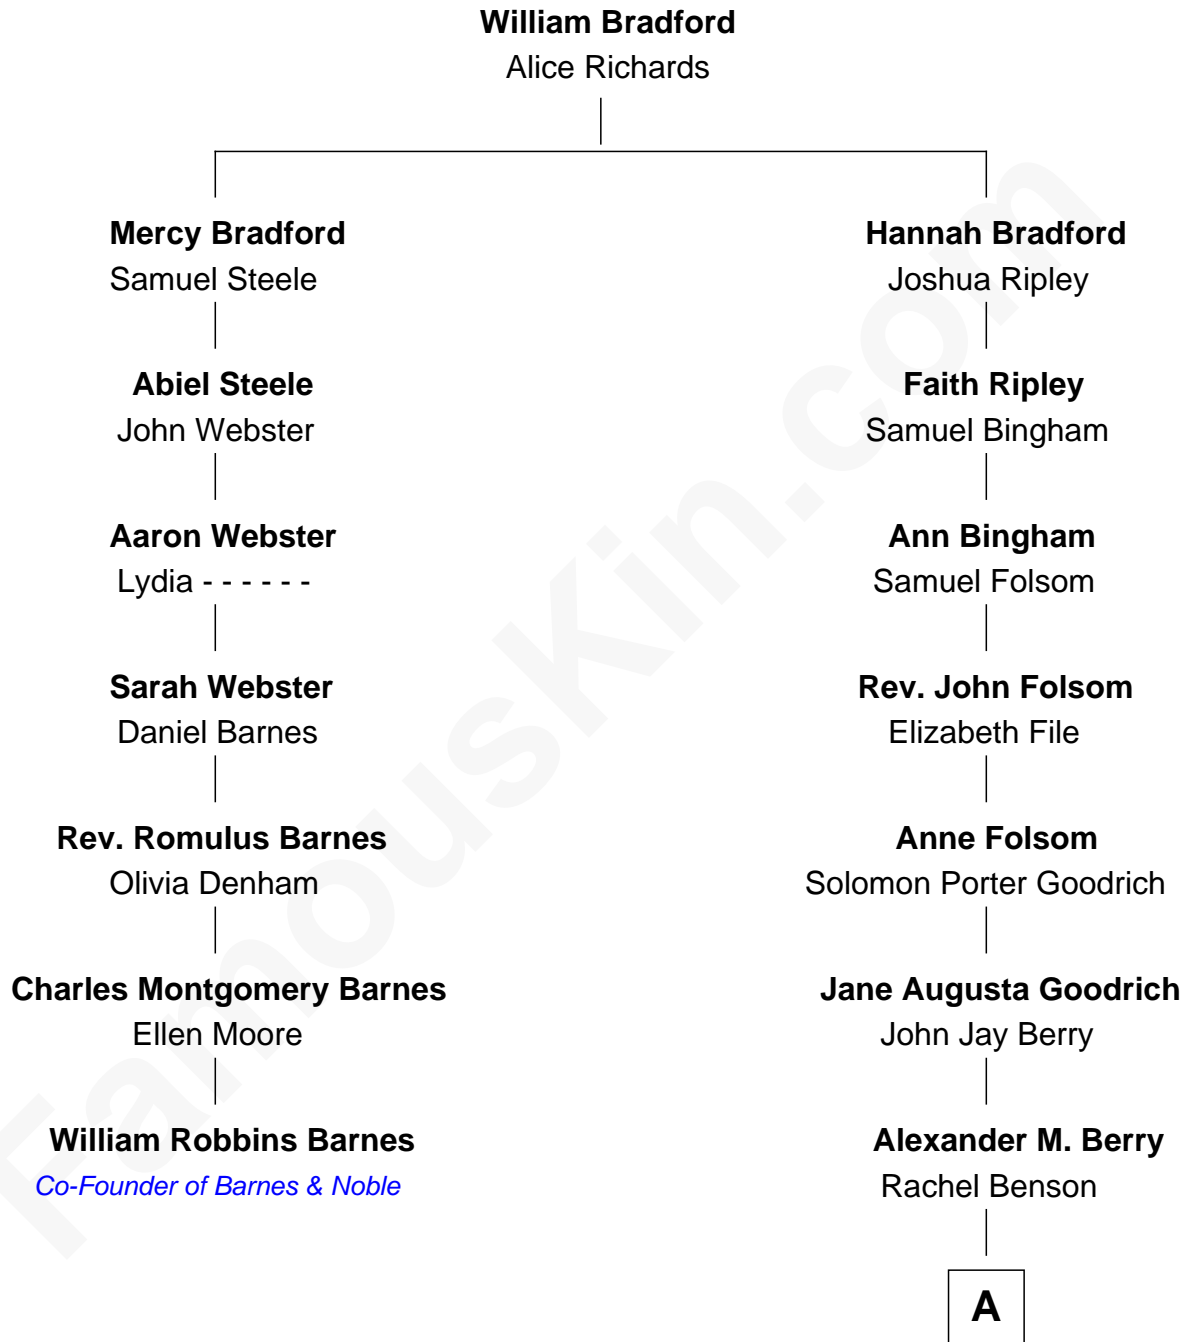 William Bradford
Alice Richards
Mercy Bradford
Samuel Steele
Hannah Bradford
Joshua Ripley
Abiel Steele
John Webster
Faith Ripley
Samuel Bingham
Aaron Webster
Lydia - - - - - -
Ann Bingham
Samuel Folsom
Sarah Webster
Daniel Barnes
Rev. John Folsom
Elizabeth File
Rev. Romulus Barnes
Olivia Denham
Anne Folsom
Solomon Porter Goodrich
Charles Montgomery Barnes
Ellen Moore
Jane Augusta Goodrich
John Jay Berry
William Robbins Barnes
Co-Founder of Barnes & Noble
Alexander M. Berry
Rachel Benson
A
FamousKin.com